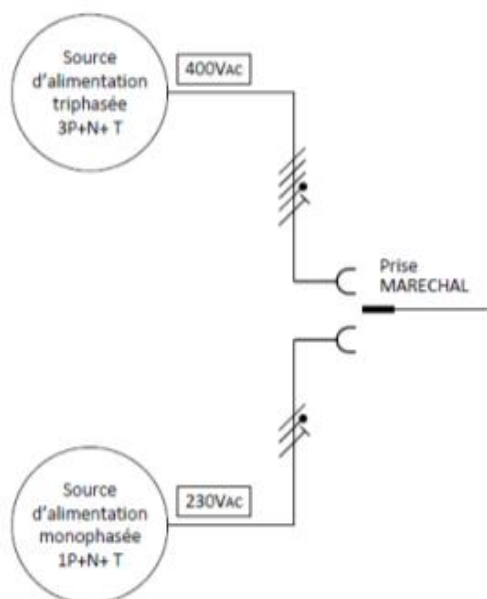 Source
d'alimentation
triphasée
3P+N+ T
400VAC
Prise
MARECHAL
Source
d'alimentation
monophasée
1P+N+ T
230VAC